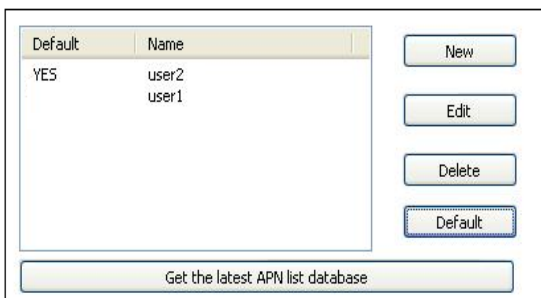 Default Name
YES user2
user1
New
Edit
Delete
Default
Get the latest APN list database